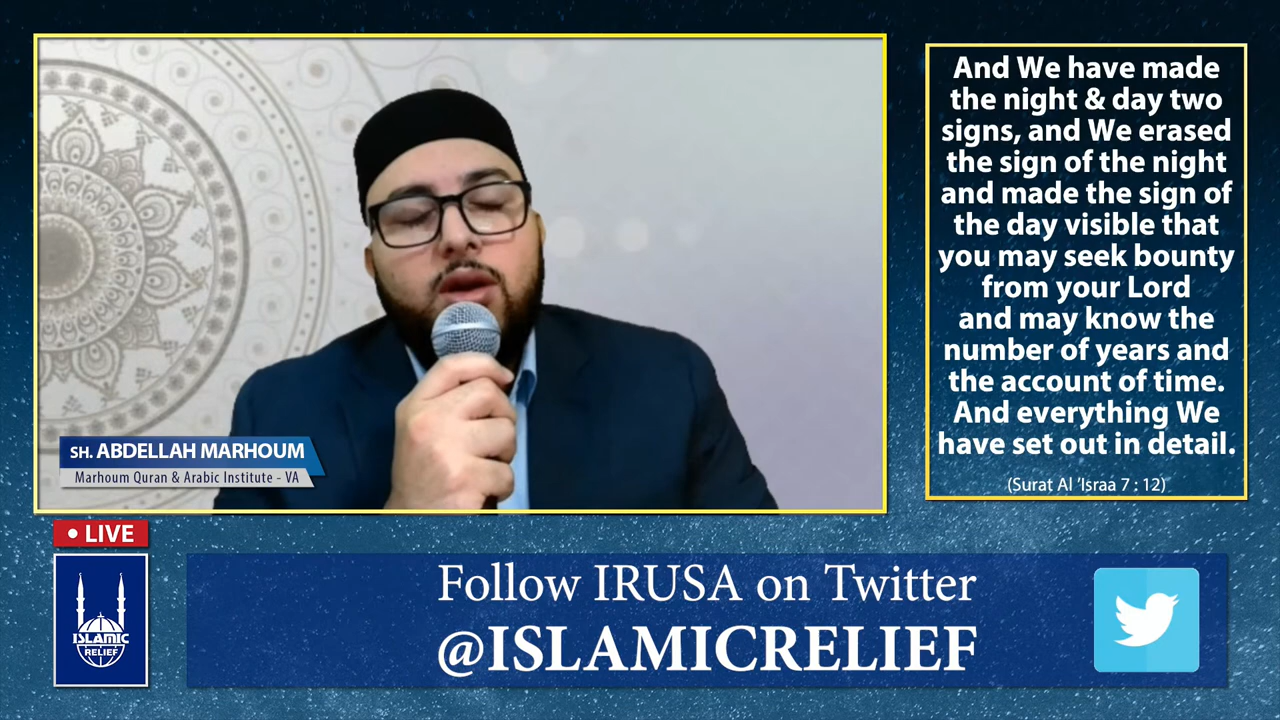 And We have made
the night & day two
signs, and We erased
the sign of the night
and made the sign of
the day visible that
you may seek bounty
from your Lord
and may know the
number of years and
the account of time.
And everything We
have set out in detail.
(Surat Al 'Israa 7 : 12)
SH. ABDELLAH MARHOUM
Marhoum Quran & Arabic Institute - VA
• LIVE
ISLAMIC
RELIEF
Follow IRUSA on Twitter
@ISLAMICRELIEF